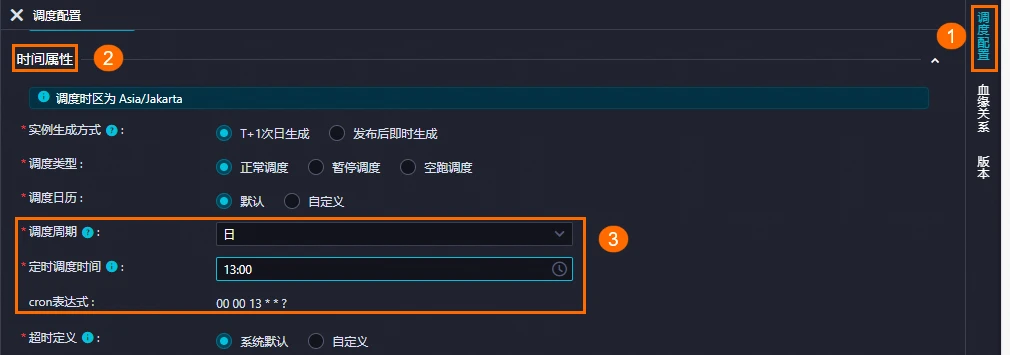 调度配置
时间属性 2
调度时区为 Asia/Jakarta
* 实例生成方式 ? : T+1次日生成 发布后即时生成
* 调度类型 : 正常调度 暂停调度 空跑调度
* 调度日历 : 默认 自定义
* 调度周期 ? : 日
* 定时调度时间 : 13:00
3
cron表达式 : 00 00 13 * * ?
* 超时定义 : 系统默认 自定义
1
调度配置
血缘关系
版本